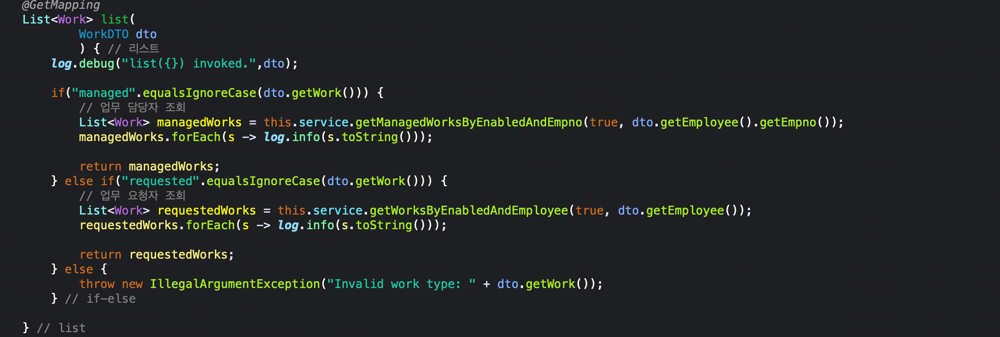 @GetMapping
List<Work> list(
WorkDTO dto
) { // 리스트
log.debug("list({}) invoked.",dto);
if("managed".equalsIgnoreCase(dto.getWork())) {
// 업무 담당자 조회
List<Work> managedWorks = this.service.getManagedWorksByEnabledAndEmpno(true, dto.getEmployee().getEmpno());
managedWorks.forEach(s -> log.info(s.toString()));
return managedWorks;
} else if("requested".equalsIgnoreCase(dto.getWork())) {
// 업무 요청자 조회
List<Work> requestedWorks = this.service.getWorksByEnabledAndEmployee(true, dto.getEmployee());
requestedWorks.forEach(s -> log.info(s.toString()));
return requestedWorks;
} else {
throw new IllegalArgumentException("Invalid work type: " + dto.getWork());
} // if-else
} // list